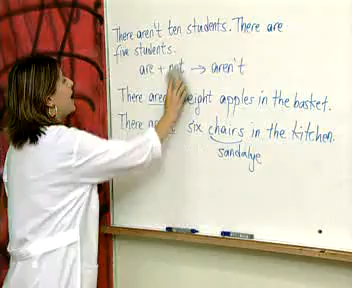 There aren't ten students. There are
five students.
are + not → aren't
There aren't eight apples in the basket.
There six chairs in the kitchen.
sandalye